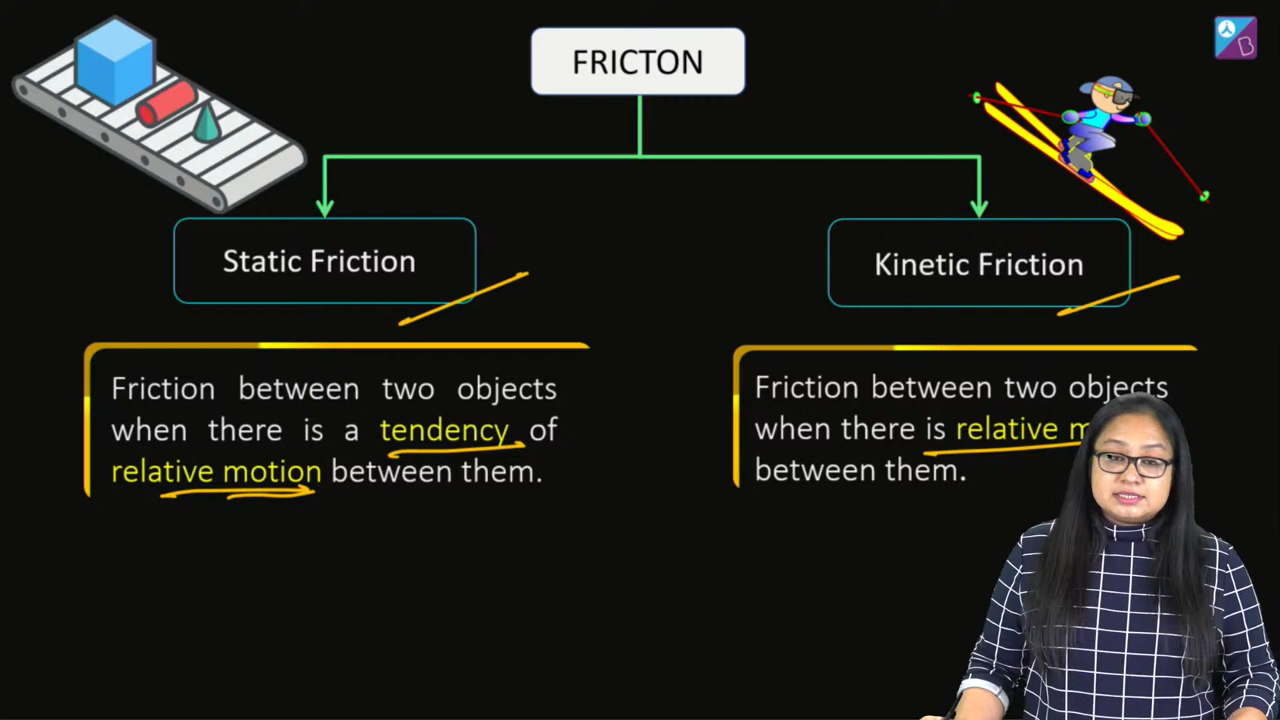 FRICTON
Static Friction
Kinetic Friction
Friction between two objects
when there is a tendency of
relative motion between them.
Friction between two objects
when there is relative
between them.